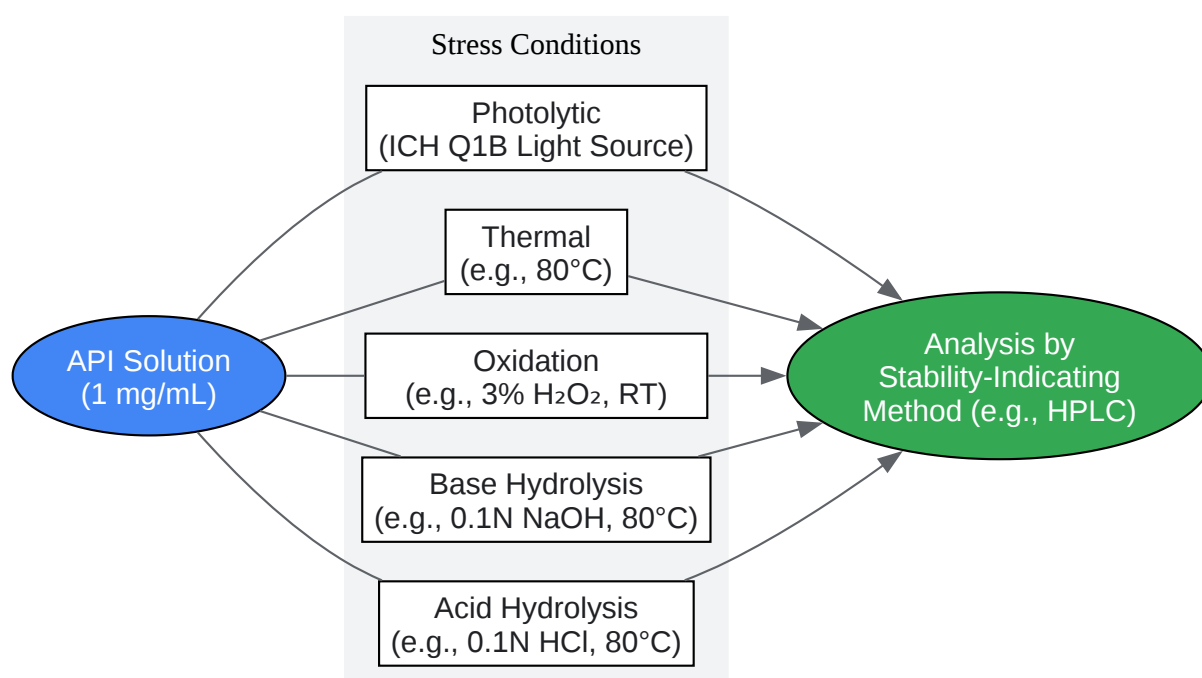 Stress Conditions
Photolytic
(ICH Q1B Light Source)
Thermal
(e.g., 80°C)
API Solution
(1 mg/mL)
Oxidation
(e.g., 3% H₂O₂, RT)
Analysis by
Stability-Indicating
Method (e.g., HPLC)
Base Hydrolysis
(e.g., 0.1N NaOH, 80°C)
Acid Hydrolysis
(e.g., 0.1N HCl, 80°C)